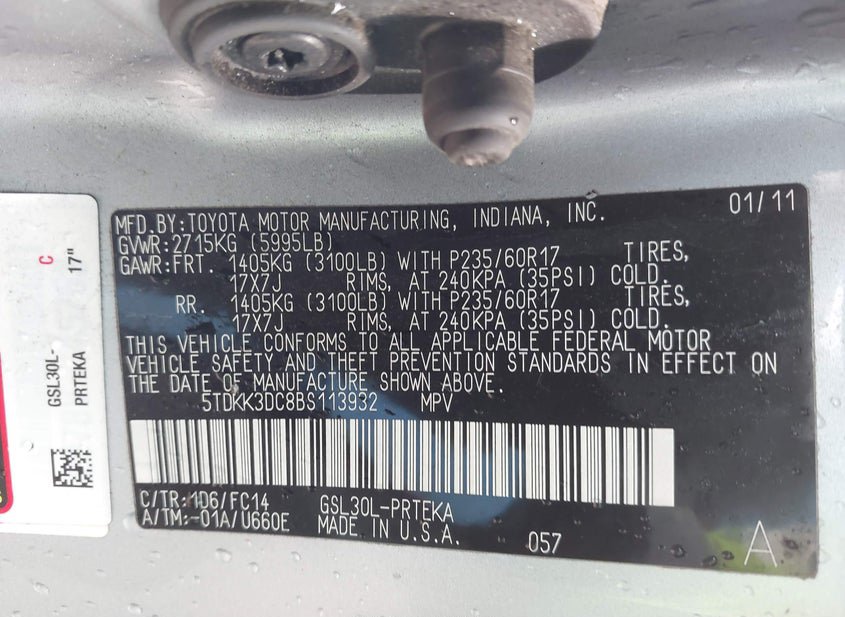 MFD.BY:TOYOTA MOTOR MANUFACTURING, INDIANA, INC. 01/11
GVWR:2715KG (5995LB)
GAWR:FRT. 1405KG (3100LB) WITH P235/60R17 TIRES,
17X7J RIMS, AT 240KPA (35PSI) COLD.
RR. 1405KG (3100LB) WITH P235/60R17 TIRES,
17X7J RIMS, AT 240KPA (35PSI) COLD.
THIS VEHICLE CONFORMS TO ALL APPLICABLE FEDERAL MOTOR
VEHICLE SAFETY AND THEFT PREVENTION STANDARDS IN EFFECT ON
THE DATE OF MANUFACTURE SHOWN ABOVE.
5TDKK3DC8BS113932 MPV
C/TR:1D6/FC14 GSL30L-PRTEKA
A/TM:-01A/U660E MADE IN U.S.A. 057
A
C
17"
GSL30L-
PRTEKA